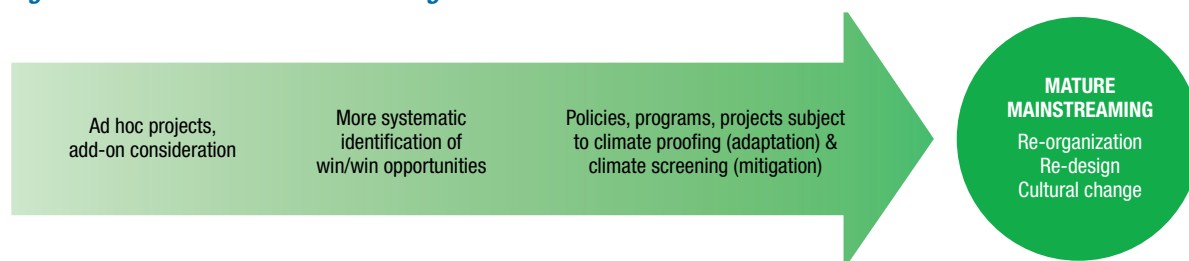 Ad hoc projects,
add-on consideration
More systematic
identification of
win/win opportunities
Policies, programs, projects subject
to climate proofing (adaptation) &
climate screening (mitigation)
MATURE
MAINSTREAMING
Re-organization
Re-design
Cultural change